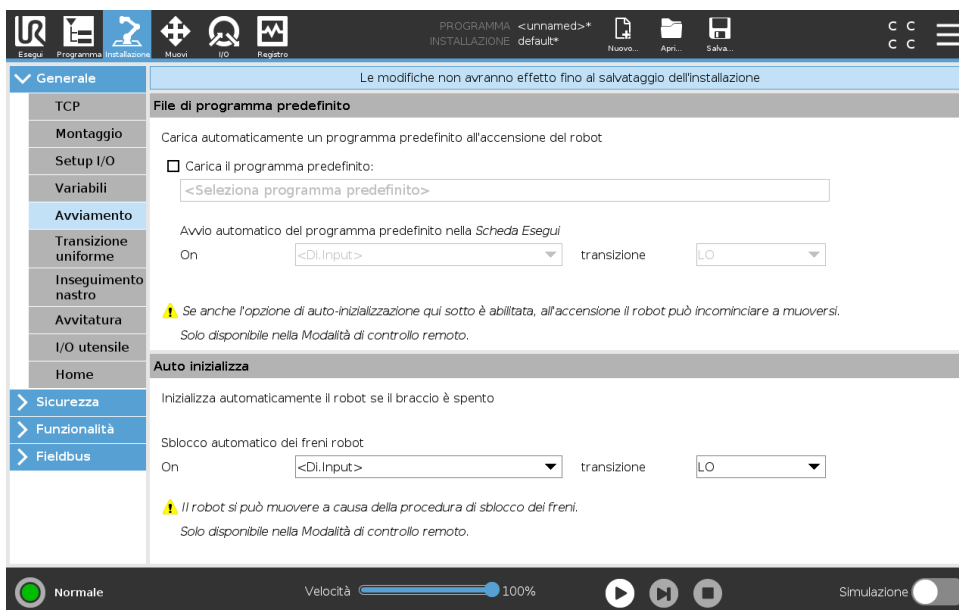 UR
PROGRAMMA <unnamed>*
INSTALLAZIONE default*
Esegui Programma Installazione Muovi I/O Registro
Nuovo... Apri... Salva...
C C
C C
Generale
TCP
Montaggio
Setup I/O
Variabili
Avviamento
Transizione
uniforme
Inseguimento
nastro
Avvitatura
I/O utensile
Home
Sicurezza
Funzionalità
Fieldbus
Le modifiche non avranno effetto fino al salvataggio dell'installazione
File di programma predefinito
Carica automaticamente un programma predefinito all'accensione del robot
Carica il programma predefinito:
<Seleziona programma predefinito>
Avvio automatico del programma predefinito nella Scheda Esegui
On <Di.Input> transizione LO
Se anche l'opzione di auto-inizializzazione qui sotto è abilitata, all'accensione il robot può incominciare a muoversi.
Solo disponibile nella Modalità di controllo remoto.
Auto inizializza
Inizializza automaticamente il robot se il braccio è spento
Sblocco automatico dei freni robot
On <Di.Input> transizione LO
Il robot si può muovere a causa della procedura di sblocco dei freni.
Solo disponibile nella Modalità di controllo remoto.
Normale
Velocità 100%
Simulazione